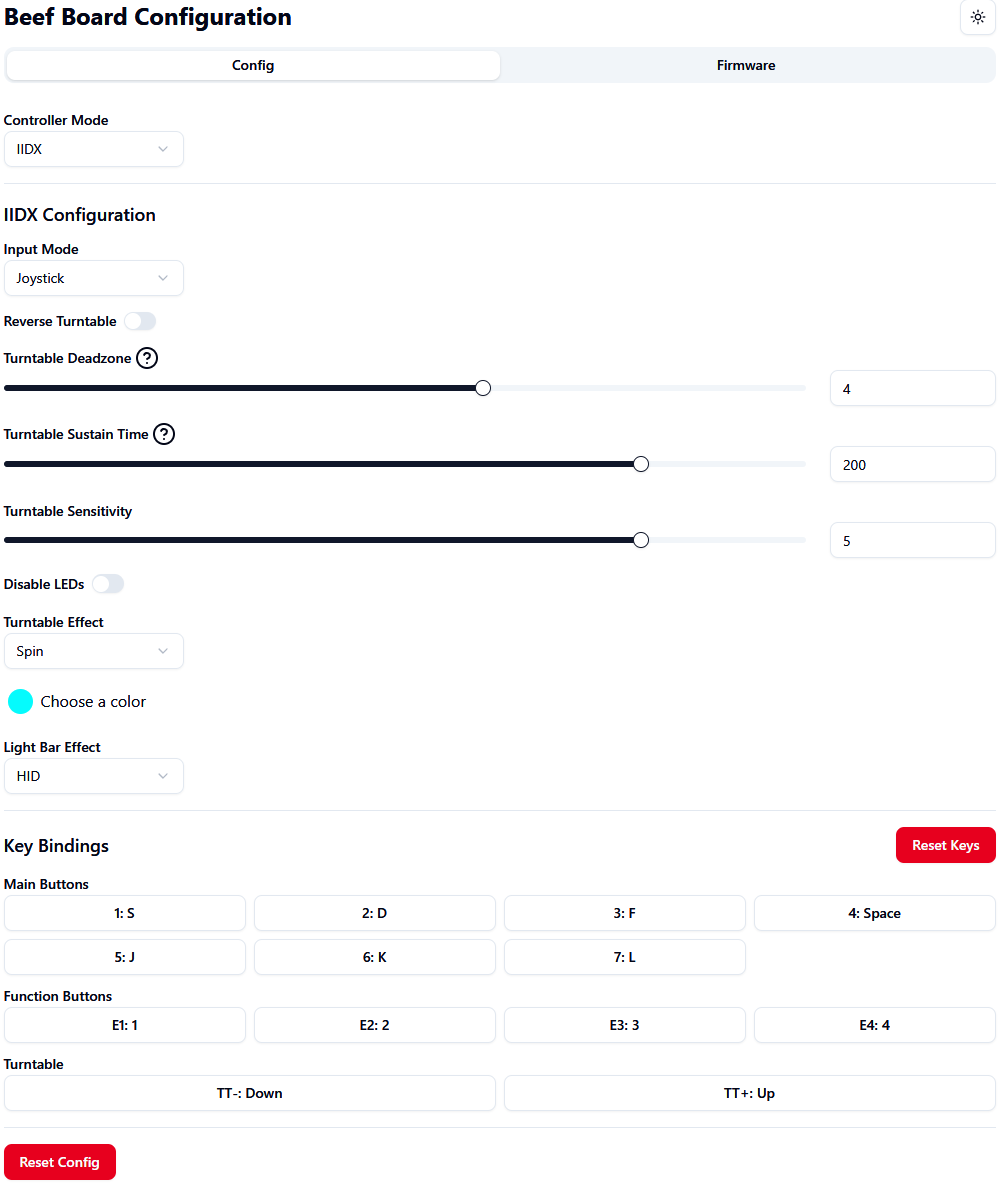 Beef Board Configuration
Config Firmware
Controller Mode
IIDX
IIDX Configuration
Input Mode
Joystick
Reverse Turntable
Turntable Deadzone ?
4
Turntable Sustain Time ?
200
Turntable Sensitivity
5
Disable LEDs
Turntable Effect
Spin
Choose a color
Light Bar Effect
HID
Key Bindings Reset Keys
Main Buttons
1: S 2: D 3: F 4: Space
5: J 6: K 7: L
Function Buttons
E1: 1 E2: 2 E3: 3 E4: 4
Turntable
TT-: Down TT+: Up
Reset Config